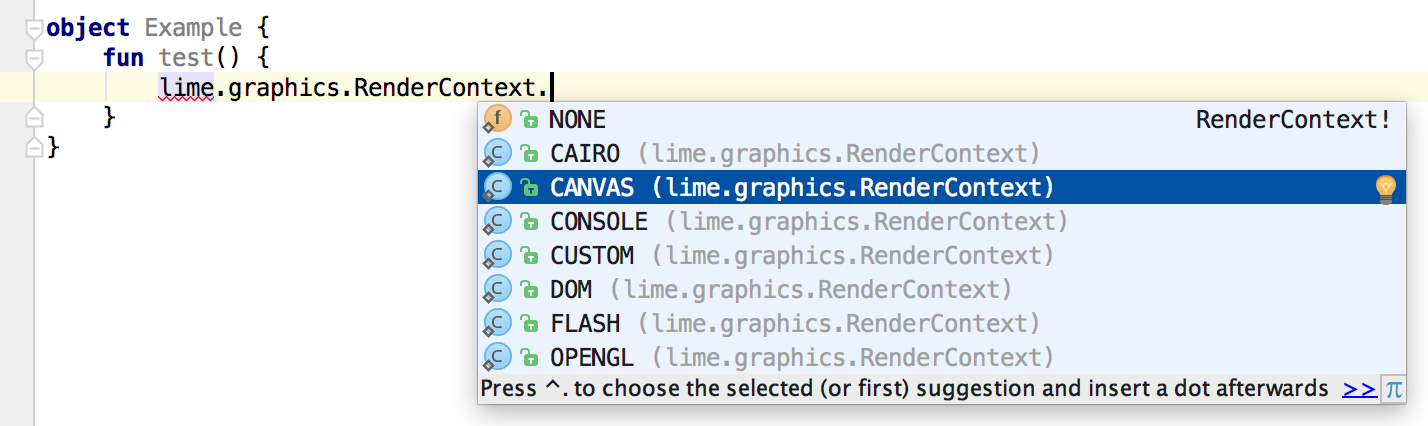 object Example {
fun test() {
lime.graphics.RenderContext.
}
}
f NONE RenderContext!
C CAIRO (lime.graphics.RenderContext)
C CANVAS (lime.graphics.RenderContext)
C CONSOLE (lime.graphics.RenderContext)
C CUSTOM (lime.graphics.RenderContext)
C DOM (lime.graphics.RenderContext)
C FLASH (lime.graphics.RenderContext)
C OPENGL (lime.graphics.RenderContext)
Press ^. to choose the selected (or first) suggestion and insert a dot afterwards >> π